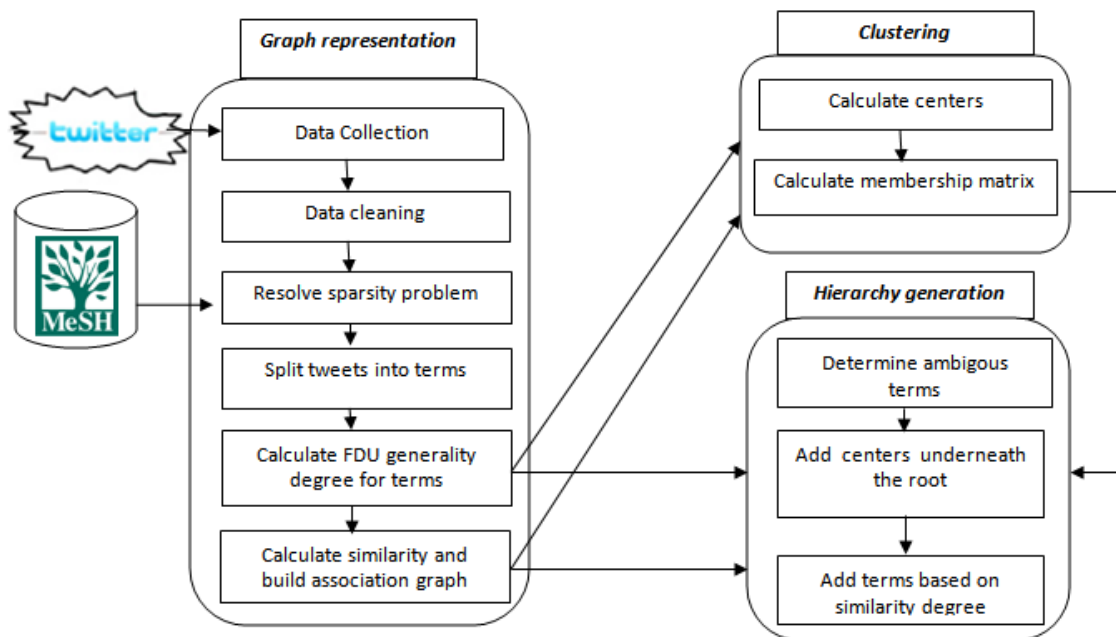 Graph representation
twitter
Data Collection
Data cleaning
MeSH
Resolve sparsity problem
Split tweets into terms
Calculate FDU generality
degree for terms
Calculate similarity and
build association graph
Clustering
Calculate centers
Calculate membership matrix
Hierarchy generation
Determine ambigous
terms
Add centers underneath
the root
Add terms based on
similarity degree